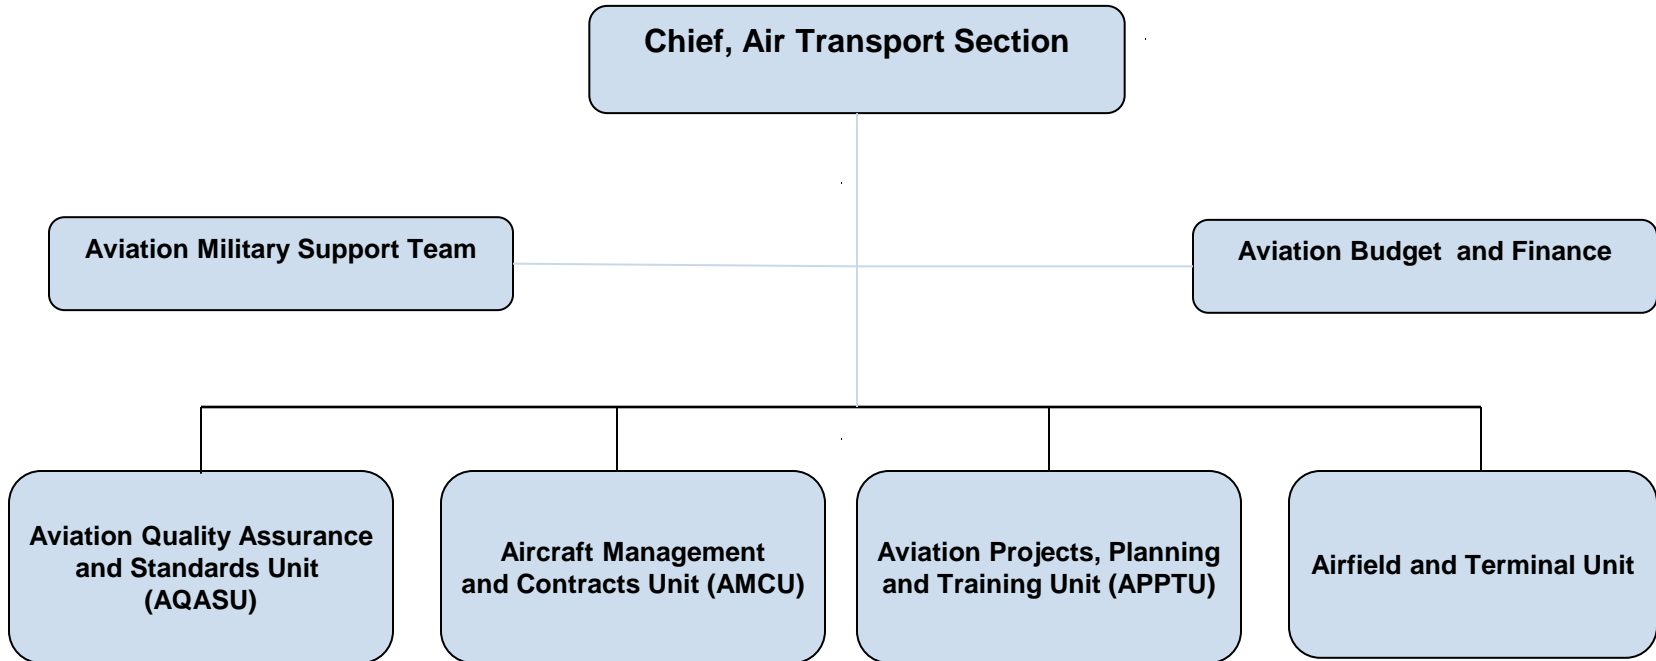 Chief, Air Transport Section
Aviation Military Support Team
Aviation Budget  and Finance
Aviation Quality Assurance
and Standards Unit
(AQASU)
Aircraft Management
and Contracts Unit (AMCU)
Aviation Projects, Planning
and Training Unit (APPTU)
Airfield and Terminal Unit